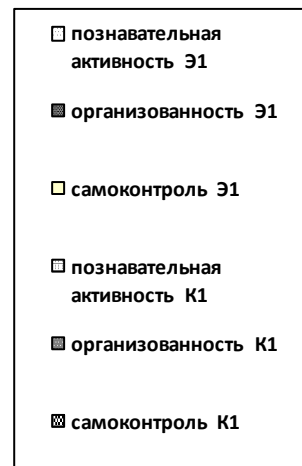 познавательная
активность Э1
организованность Э1
самоконтроль Э1
познавательная
активность К1
организованность К1
самоконтроль К1